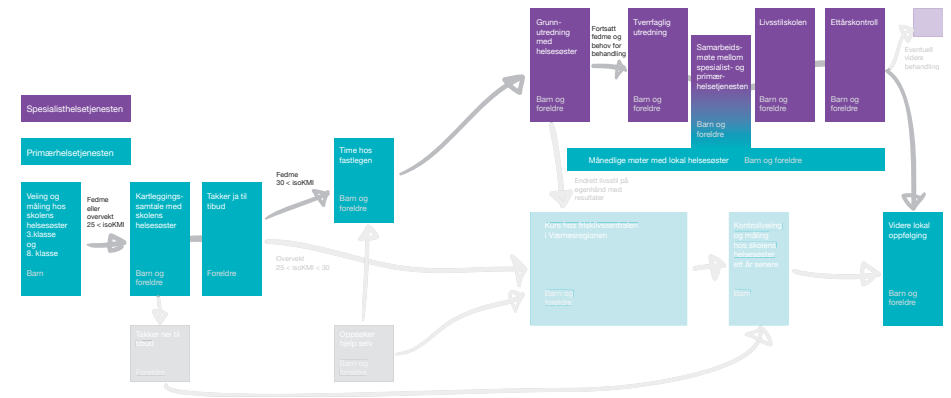 Spesialisthelsetjenesten
Primærhelsetjenesten
Veiing og
måling hos
skolens
helsesøster
3.klasse
og
8. klasse
Barn
Fedme
eller
overvekt
25 < isoKMI
Kartleggings-
samtale med
skolens
helsesøster
Barn og
foreldre
Takker ja til
tilbud
Foreldre
Fedme
30 < isoKMI
Overvekt
25 < isoKMI < 30
Time hos
fastlegen
Barn og
foreldre
Takker nei til
tilbud
Foreldre
Oppsøker
hjelp selv
Barn og
foreldre
Grunn-
utredning
med
helsesøster
Barn og
foreldre
Fortsatt
fedme og
behov for
behandling
Tverrfaglig
utredning
Barn og
foreldre
Samarbeids-
møte mellom
spesialist- og
primær-
helsetjenesten
Barn og
foreldre
Livsstilskolen
Barn og
foreldre
Ettårskontroll
Barn og
foreldre
Eventuell
videre
behandling
Månedlige møter med lokal helsesøster Barn og foreldre
Endret livsstil på
egenhånd med
resultater
Kurs hos frisklivssentralen
i Værnesregionen
Barn og
foreldre
Kontrollveiing
og måling
hos skolens
helsesøster
ett år senere
Barn
Videre lokal
oppfølging
Barn og
foreldre